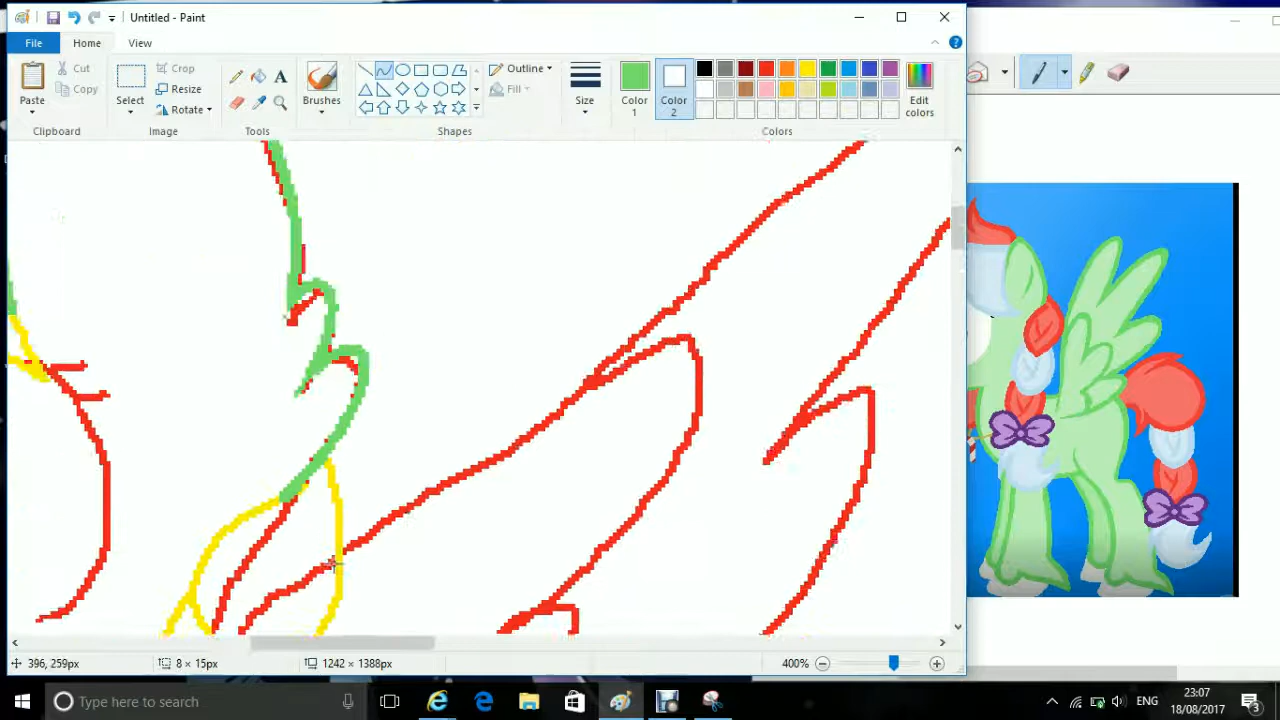 Untitled - Paint
File
Home
View
Paste
Cut
Copy
Clipboard
Select
Crop
Resize
Rotate
Image
A
Tools
Brushes
Shapes
Outline
Fill
Size
Color 1
Color 2
Edit colors
Colors
396, 259px
8 × 15px
1242 × 1388px
400%
Type here to search
ENG
23:07
18/08/2017
3